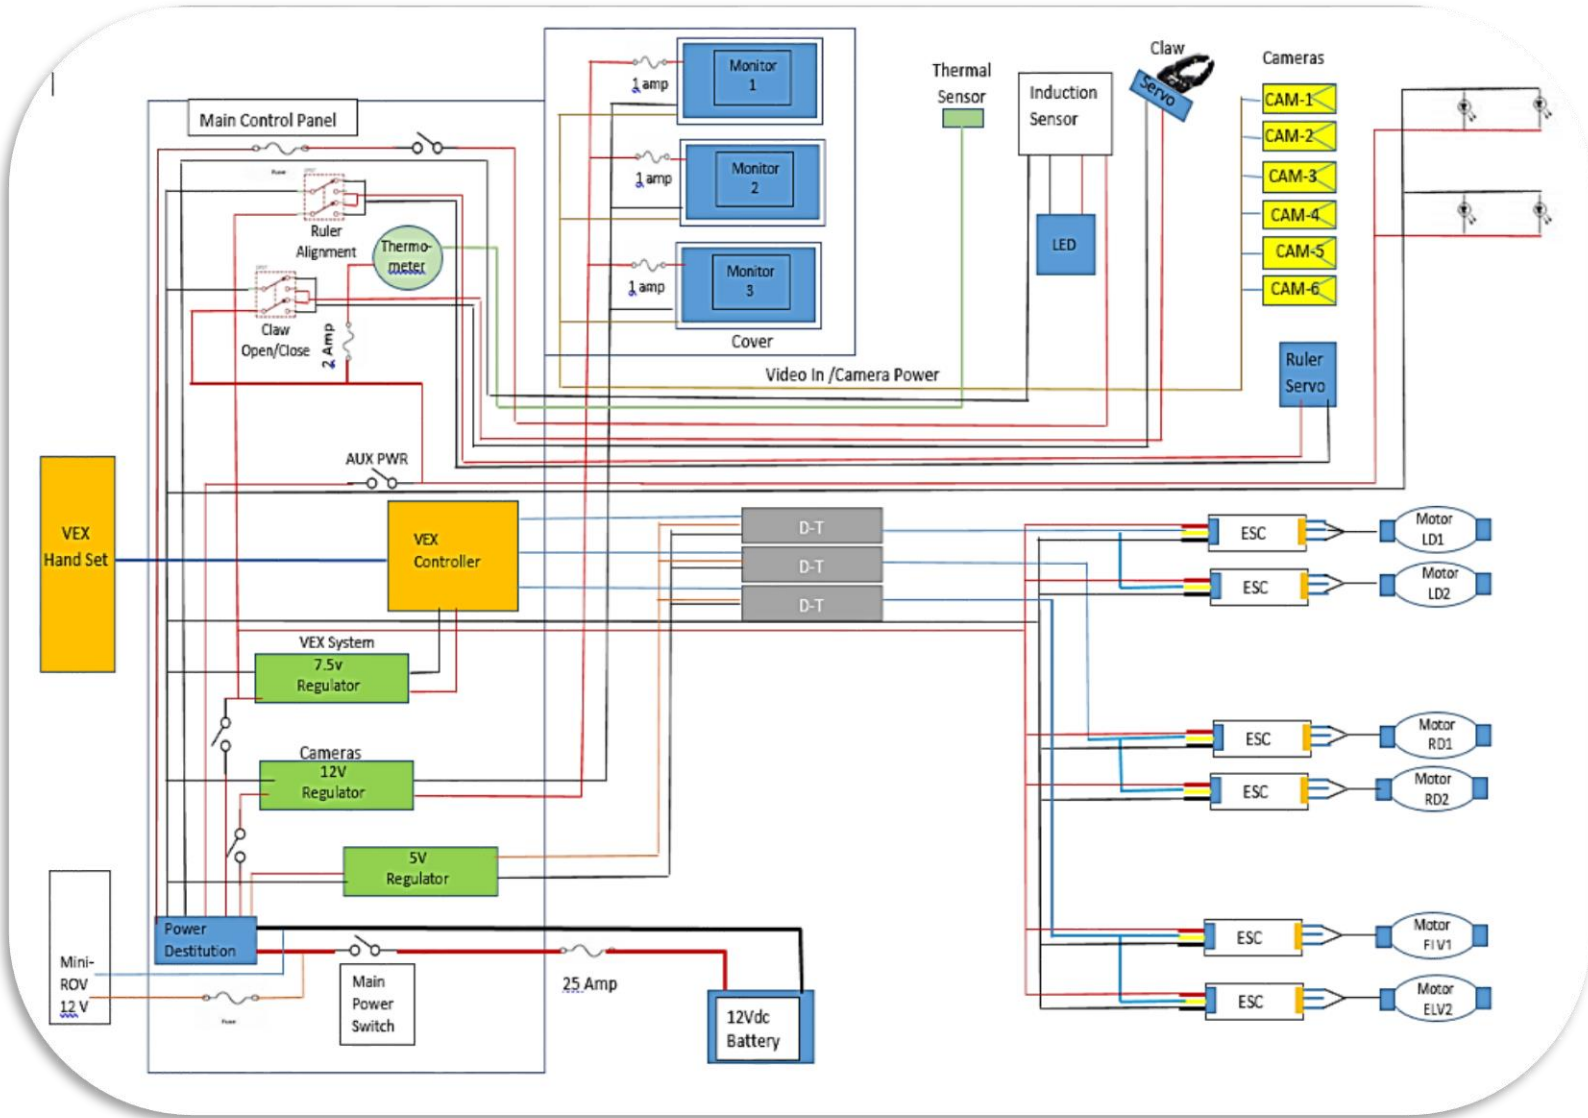 Main Control Panel
Fuse
Ruler
Alignment
Thermo-
meter
Claw
Open/Close
2 Amp
1 amp
Monitor
1
1 amp
Monitor
2
1 amp
Monitor
3
Cover
Video In /Camera Power
Thermal
Sensor
Induction
Sensor
LED
Claw
Servo
Cameras
CAM-1
CAM-2
CAM-3
CAM-4
CAM-5
CAM-6
Ruler
Servo
AUX PWR
VEX
Hand Set
VEX
Controller
D-T
D-T
D-T
VEX System
7.5v
Regulator
Cameras
12V
Regulator
5V
Regulator
Power
Destitution
Mini-
ROV
12 V
Fuse
Main
Power
Switch
25 Amp
12Vdc
Battery
ESC
Motor
LD1
ESC
Motor
LD2
ESC
Motor
RD1
ESC
Motor
RD2
ESC
Motor
ELV1
ESC
Motor
ELV2